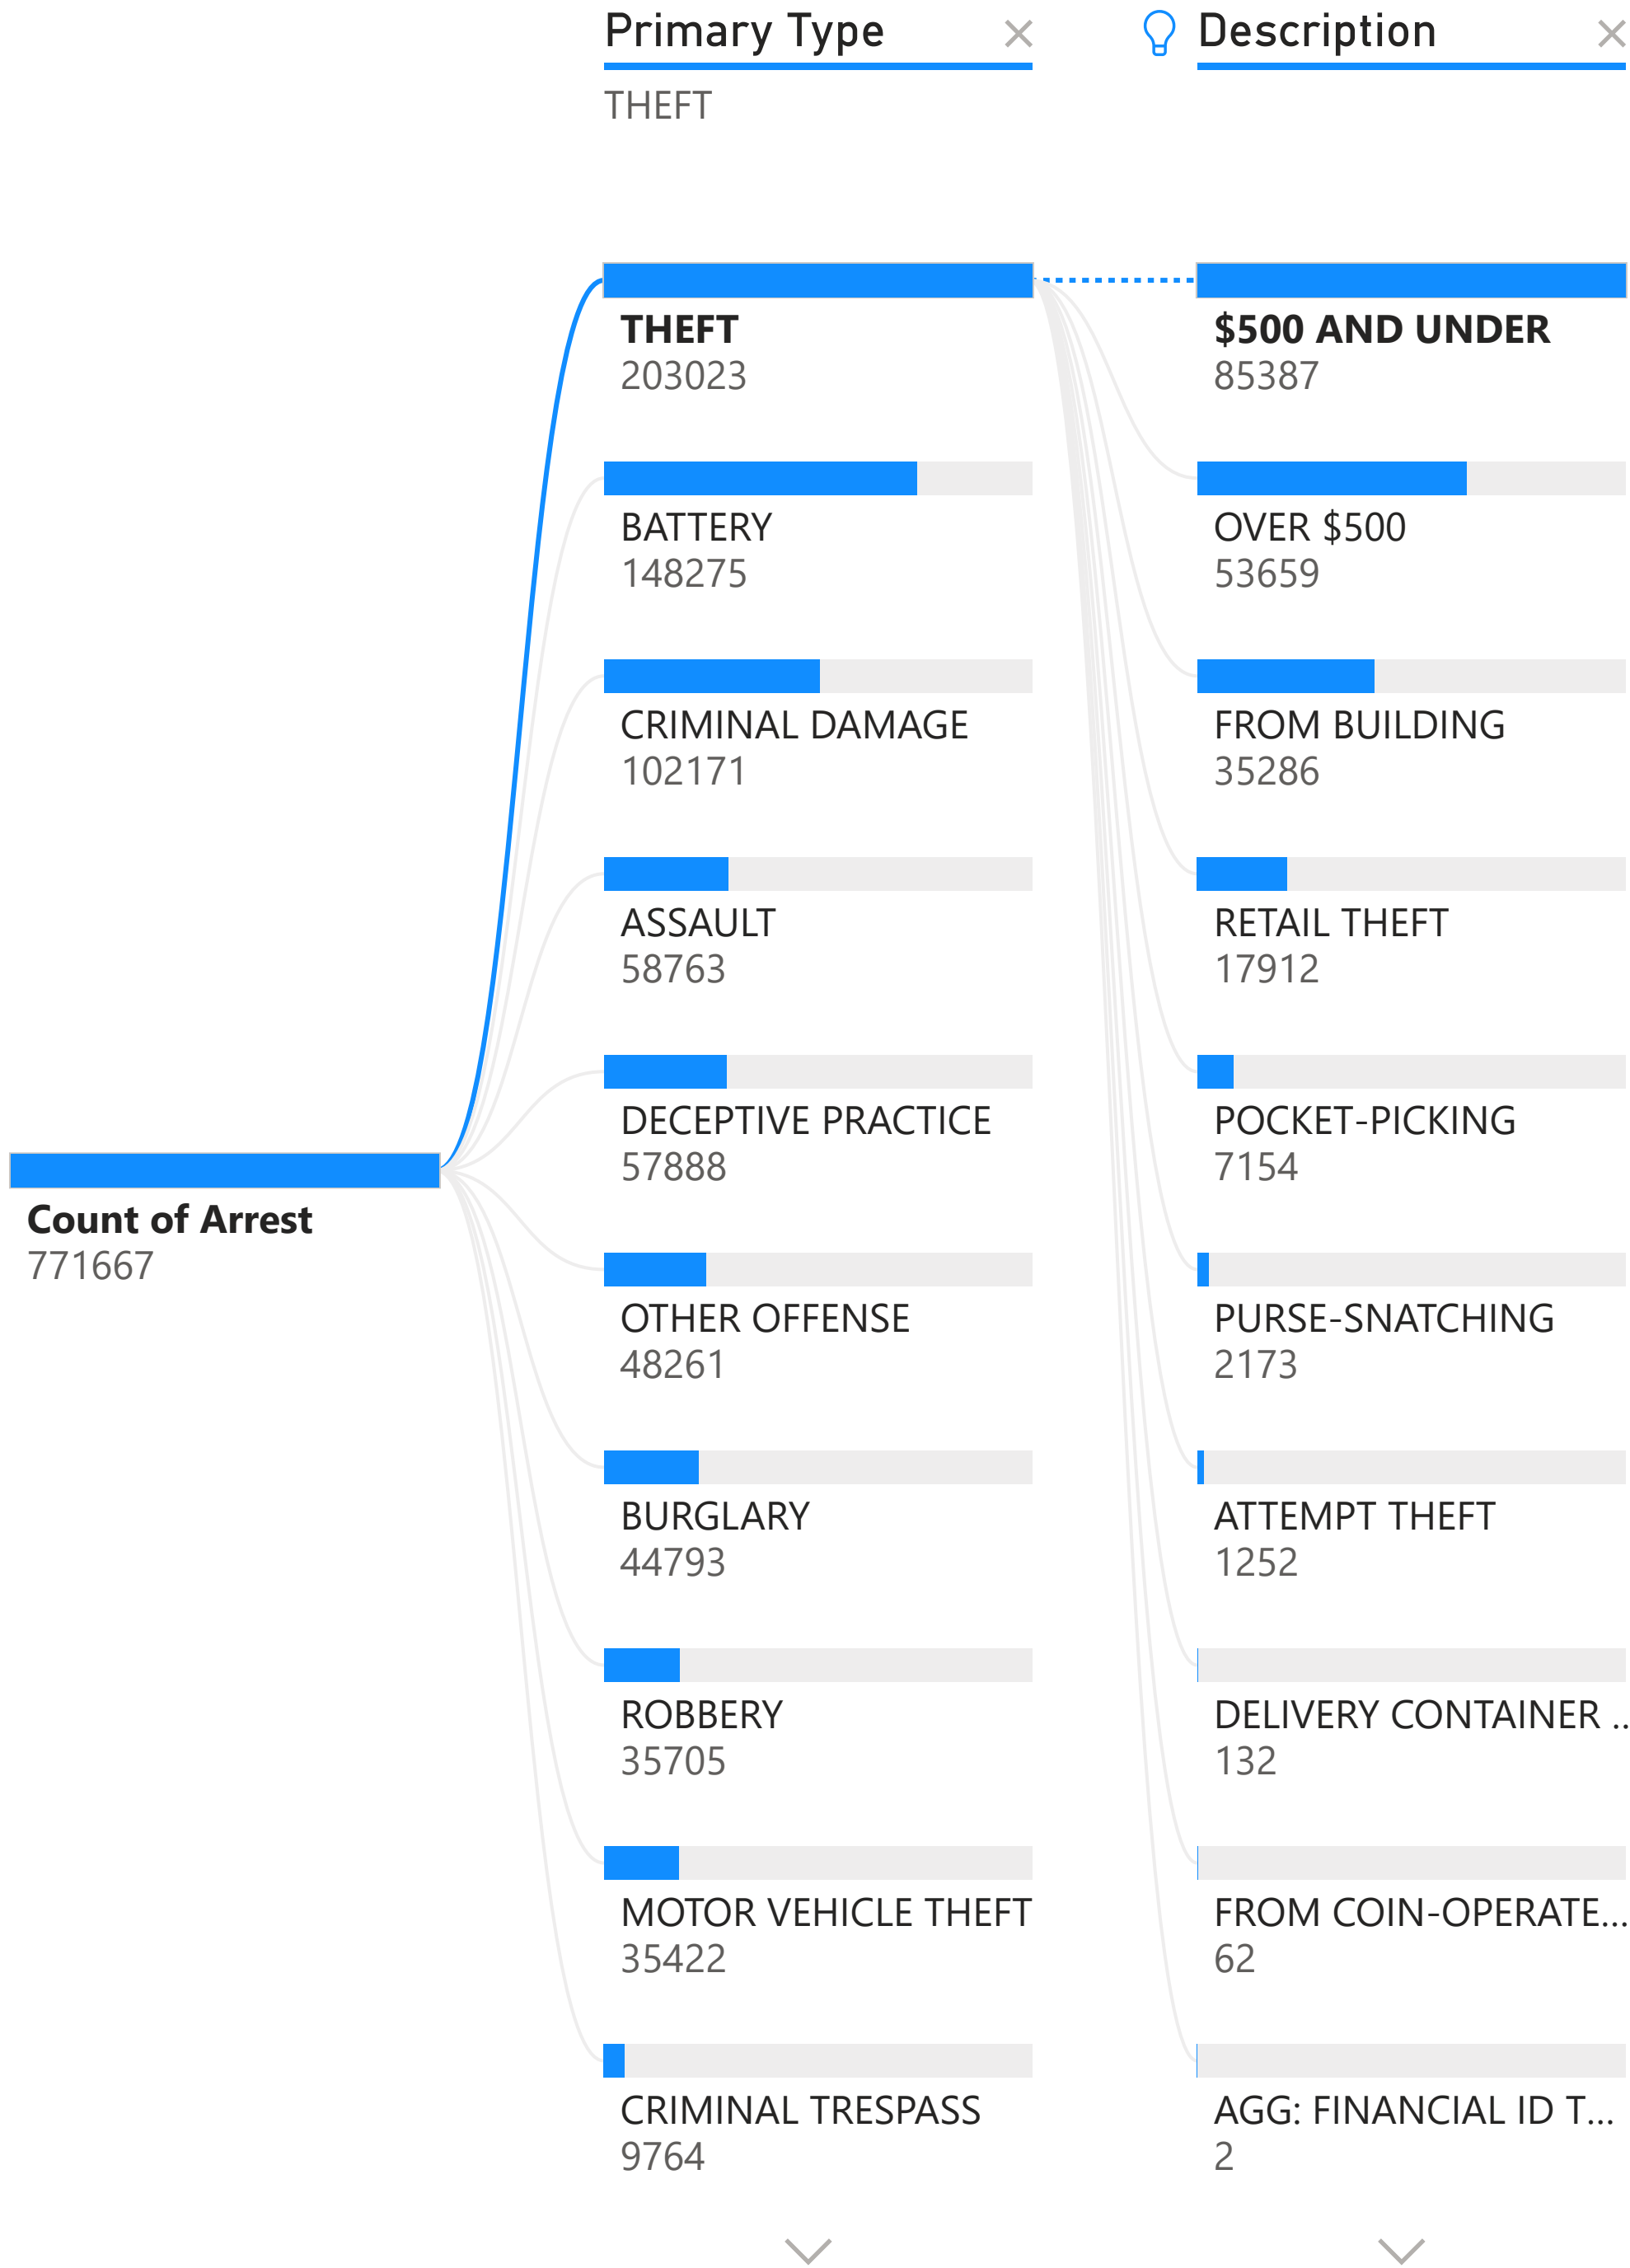 Primary Type
Description
THEFT
THEFT
203023
BATTERY
148275
CRIMINAL DAMAGE
102171
ASSAULT
58763
DECEPTIVE PRACTICE
57888
Count of Arrest
771667
OTHER OFFENSE
48261
BURGLARY
44793
ROBBERY
35705
MOTOR VEHICLE THEFT
35422
CRIMINAL TRESPASS
9764
$500 AND UNDER
85387
OVER $500
53659
FROM BUILDING
35286
RETAIL THEFT
17912
POCKET-PICKING
7154
PURSE-SNATCHING
2173
ATTEMPT THEFT
1252
DELIVERY CONTAINER ..
132
FROM COIN-OPERATE...
62
AGG: FINANCIAL ID T...
2